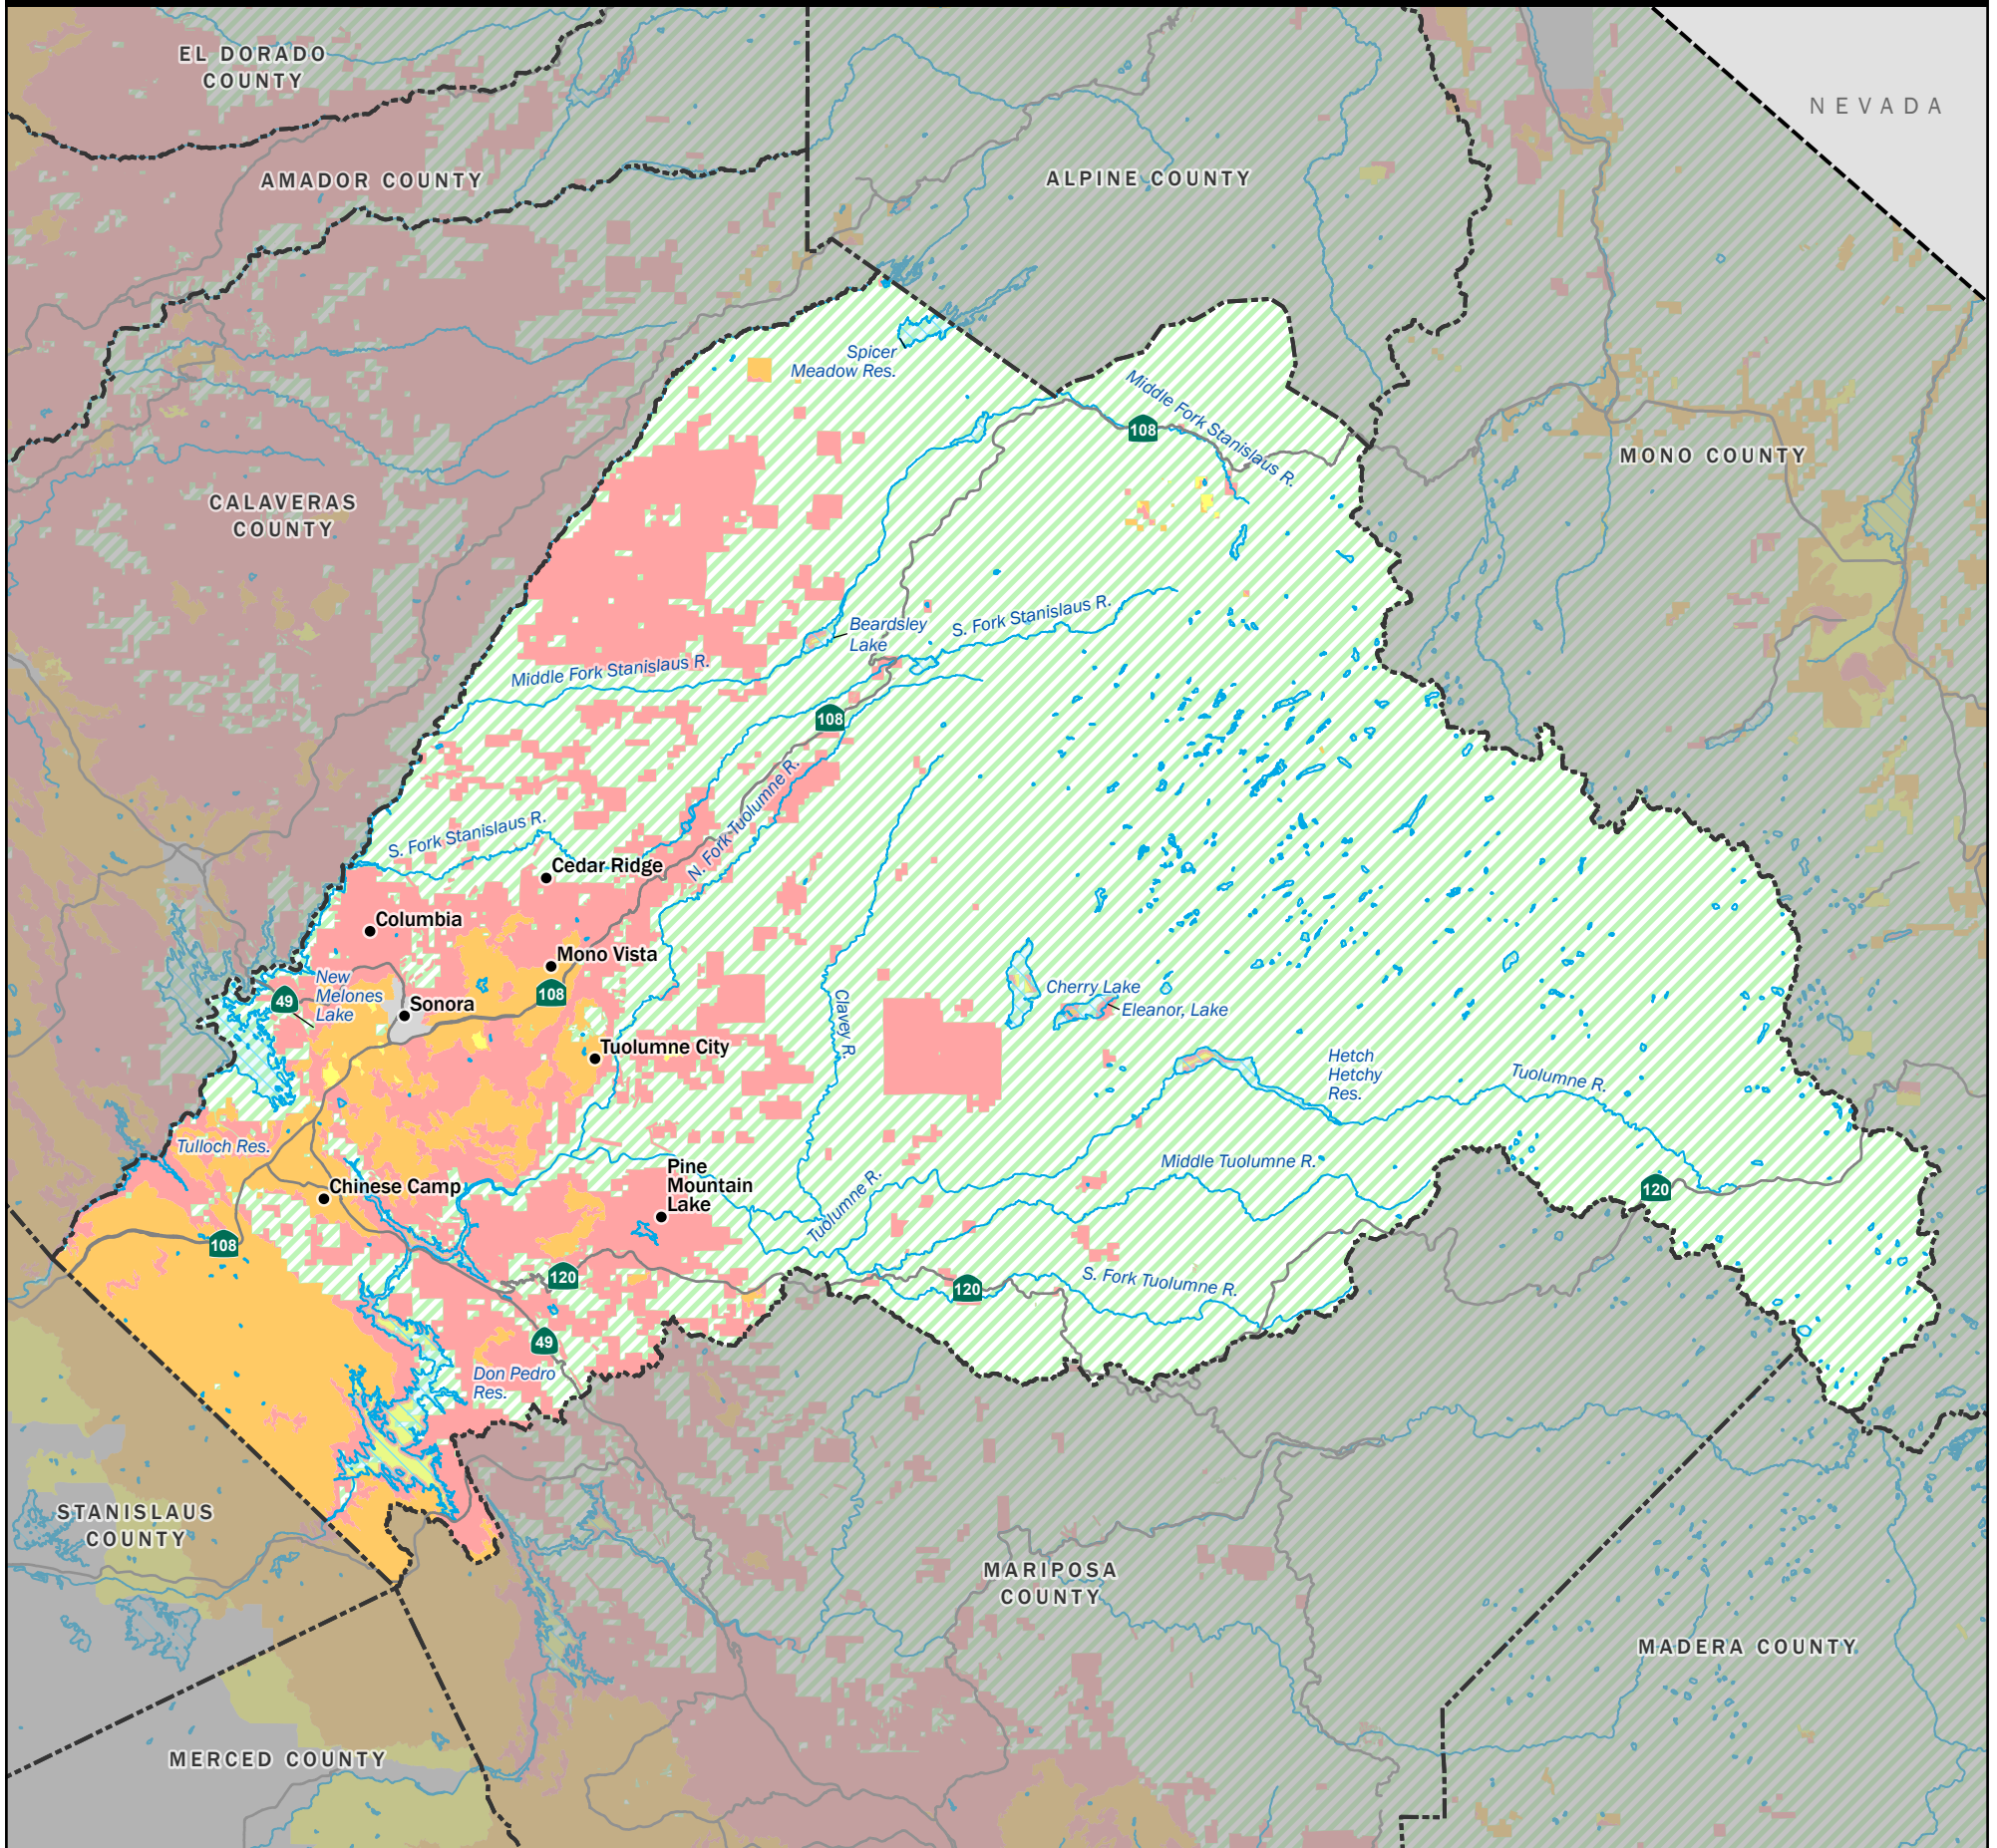 EL DORADO
COUNTY
NEVADA
AMADOR COUNTY
ALPINE COUNTY
Spicer
Meadow Res.
Middle Fork Stanislaus R.
108
MONO COUNTY
CALAVERAS
COUNTY
Beardsley
Lake
S. Fork Stanislaus R.
Middle Fork Stanislaus R.
108
N. Fork Tuolumne R.
S. Fork Stanislaus R.
Cedar Ridge
Columbia
Mono Vista
New
Melones
Lake
49
108
Sonora
Cherry Lake
Eleanor, Lake
Clavey R.
Tuolumne City
Hetch
Hetchy
Res.
Tuolumne R.
Tulloch Res.
Chinese Camp
Pine
Mountain
Lake
Middle Tuolumne R.
120
Tuolumne R.
108
120
120
S. Fork Tuolumne R.
49
Don Pedro
Res.
STANISLAUS
COUNTY
MARIPOSA
COUNTY
MADERA COUNTY
MERCED COUNTY